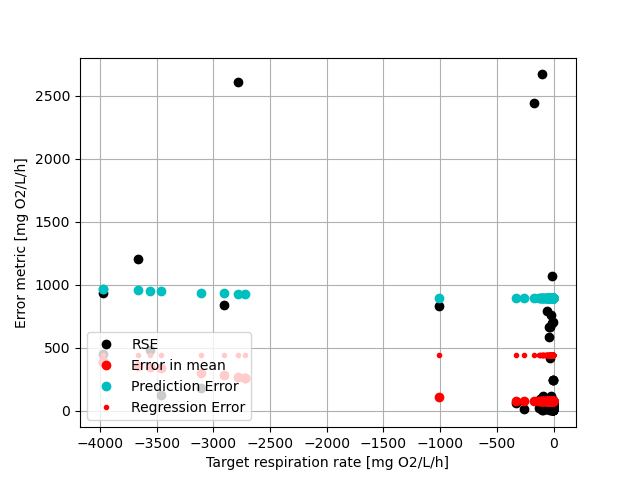 2500
2000
1500
1000
500
0
Error metric [mg O2/L/h]
RSE
Error in mean
Prediction Error
Regression Error
−4000 −3500 −3000 −2500 −2000 −1500 −1000 −500 0
Target respiration rate [mg O2/L/h]